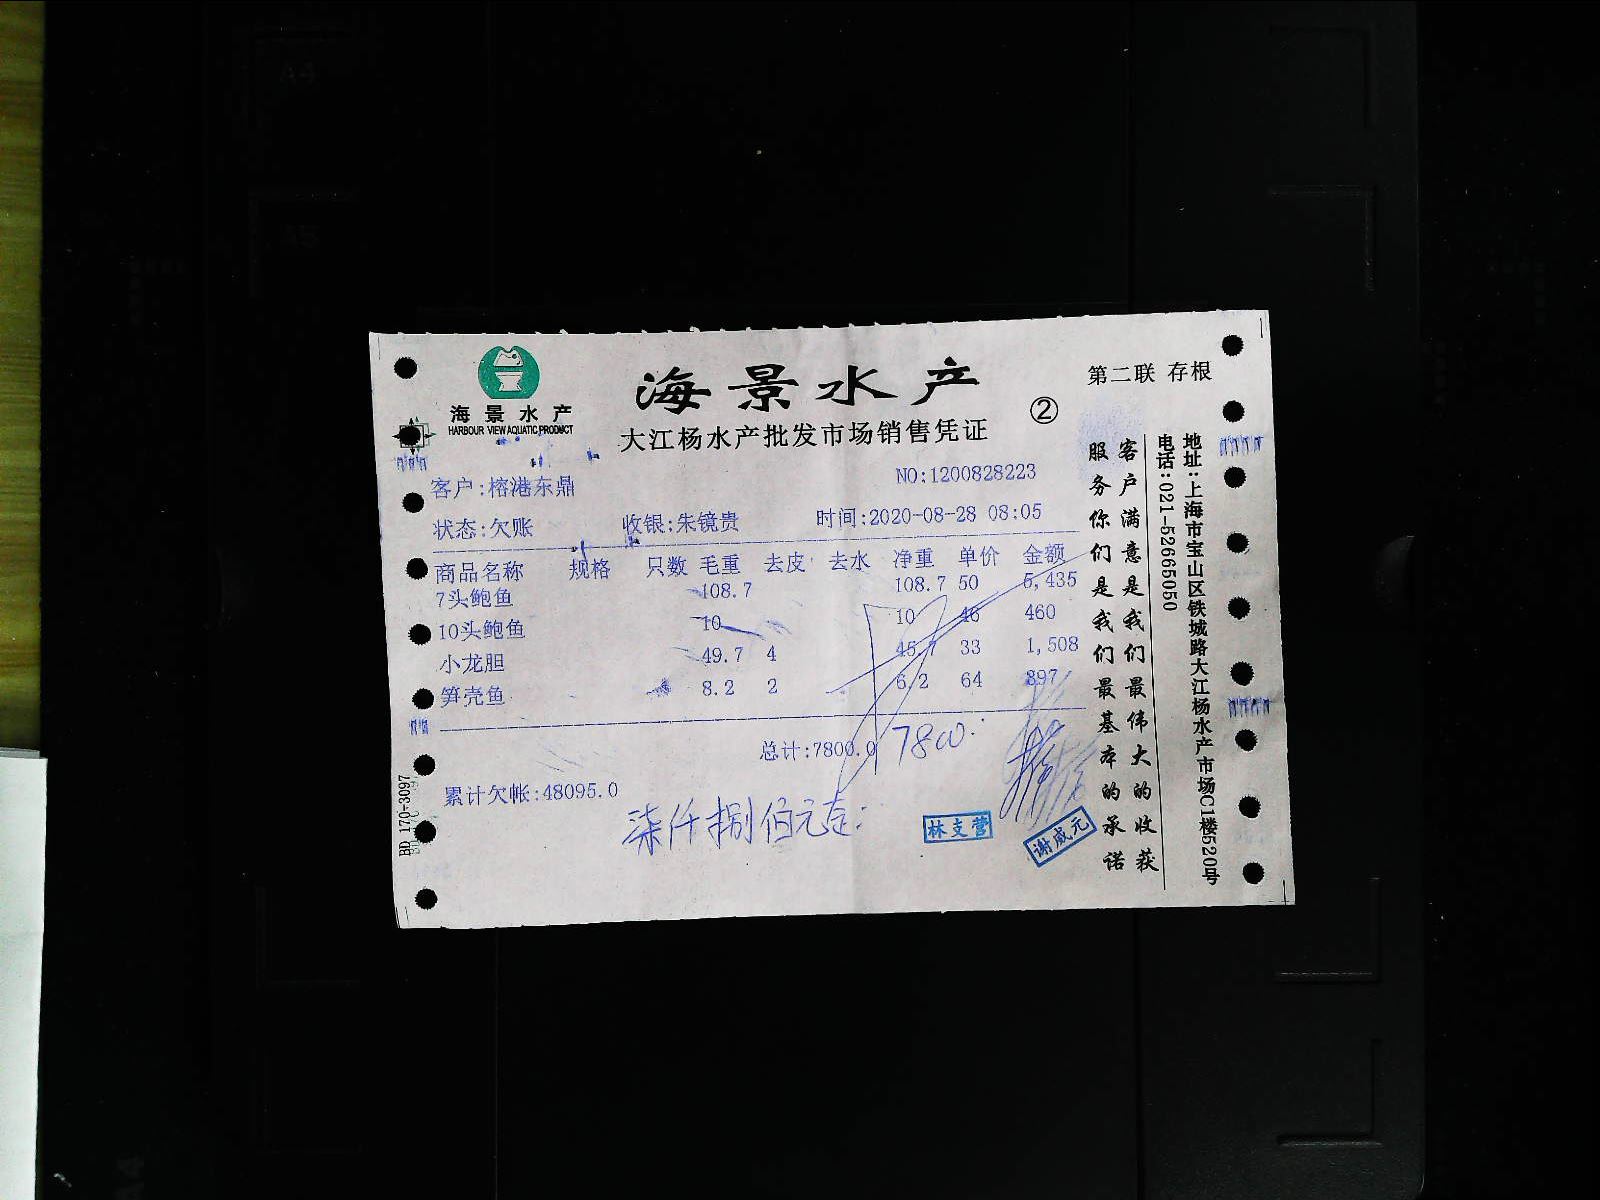 海景水产
HARBOUR VIEW AQUATIC PRODUCT
海景水产
大江杨水产批发市场销售凭证
②
第二联 存根
NO:1200828223
客户:榕港东鼎
状态:欠账 收银:朱镜贵 时间:2020-08-28 08:05
商品名称 规格 只数 毛重 去皮 去水 净重 单价 金额
7头鲍鱼 108.7 108.7 50 5,435
10头鲍鱼 10 10 46 460
小龙胆 49.7 4 45.7 33 1,508
笋壳鱼 8.2 2 6.2 64 397
总计:7800.0 7800.
累计欠帐:48095.0
柒仟捌佰元走:
林支营
谢威元
客户满意是我们最伟大的收获
服务你们是我们最基本的承诺
地址:上海市宝山区铁城路大江杨水产市场C1楼520号
电话:021-52665050
BD 170-3097
A4
A5